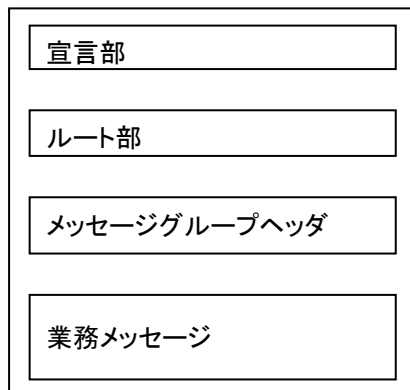 宣言部
ルート部
メッセージグループヘッダ
業務メッセージ